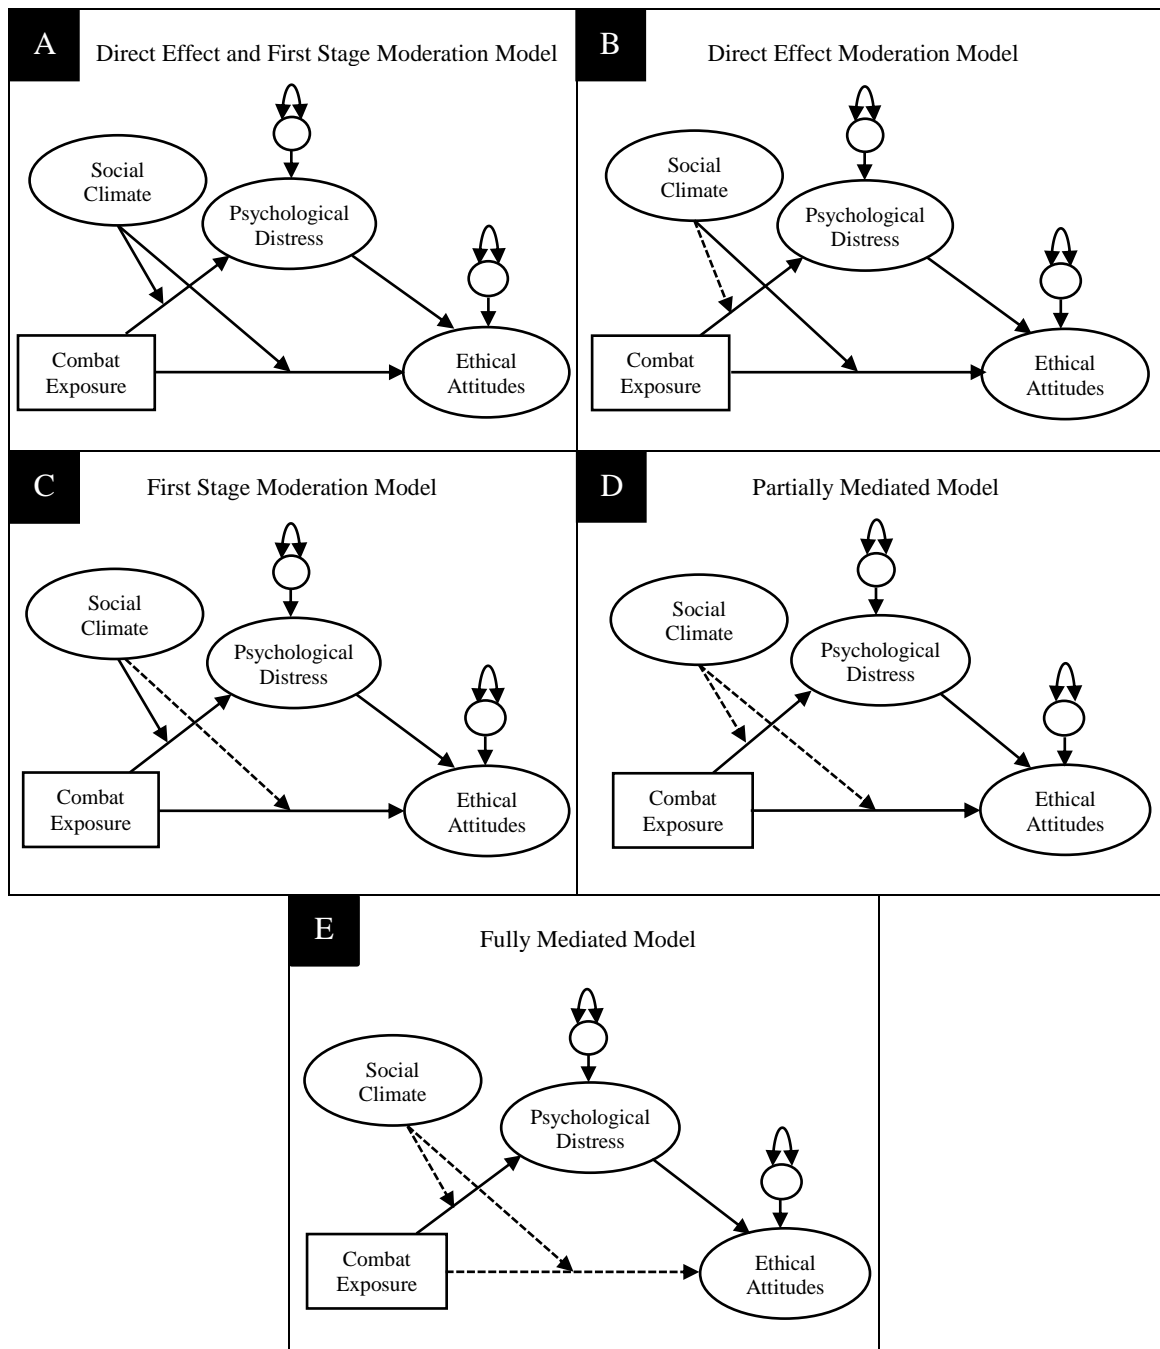 A
Direct Effect and First Stage Moderation Model
Social
Climate
Psychological
Distress
Combat
Exposure
Ethical
Attitudes
B
Direct Effect Moderation Model
Social
Climate
Psychological
Distress
Combat
Exposure
Ethical
Attitudes
C
First Stage Moderation Model
Social
Climate
Psychological
Distress
Combat
Exposure
Ethical
Attitudes
D
Partially Mediated Model
Social
Climate
Psychological
Distress
Combat
Exposure
Ethical
Attitudes
E
Fully Mediated Model
Social
Climate
Psychological
Distress
Combat
Exposure
Ethical
Attitudes